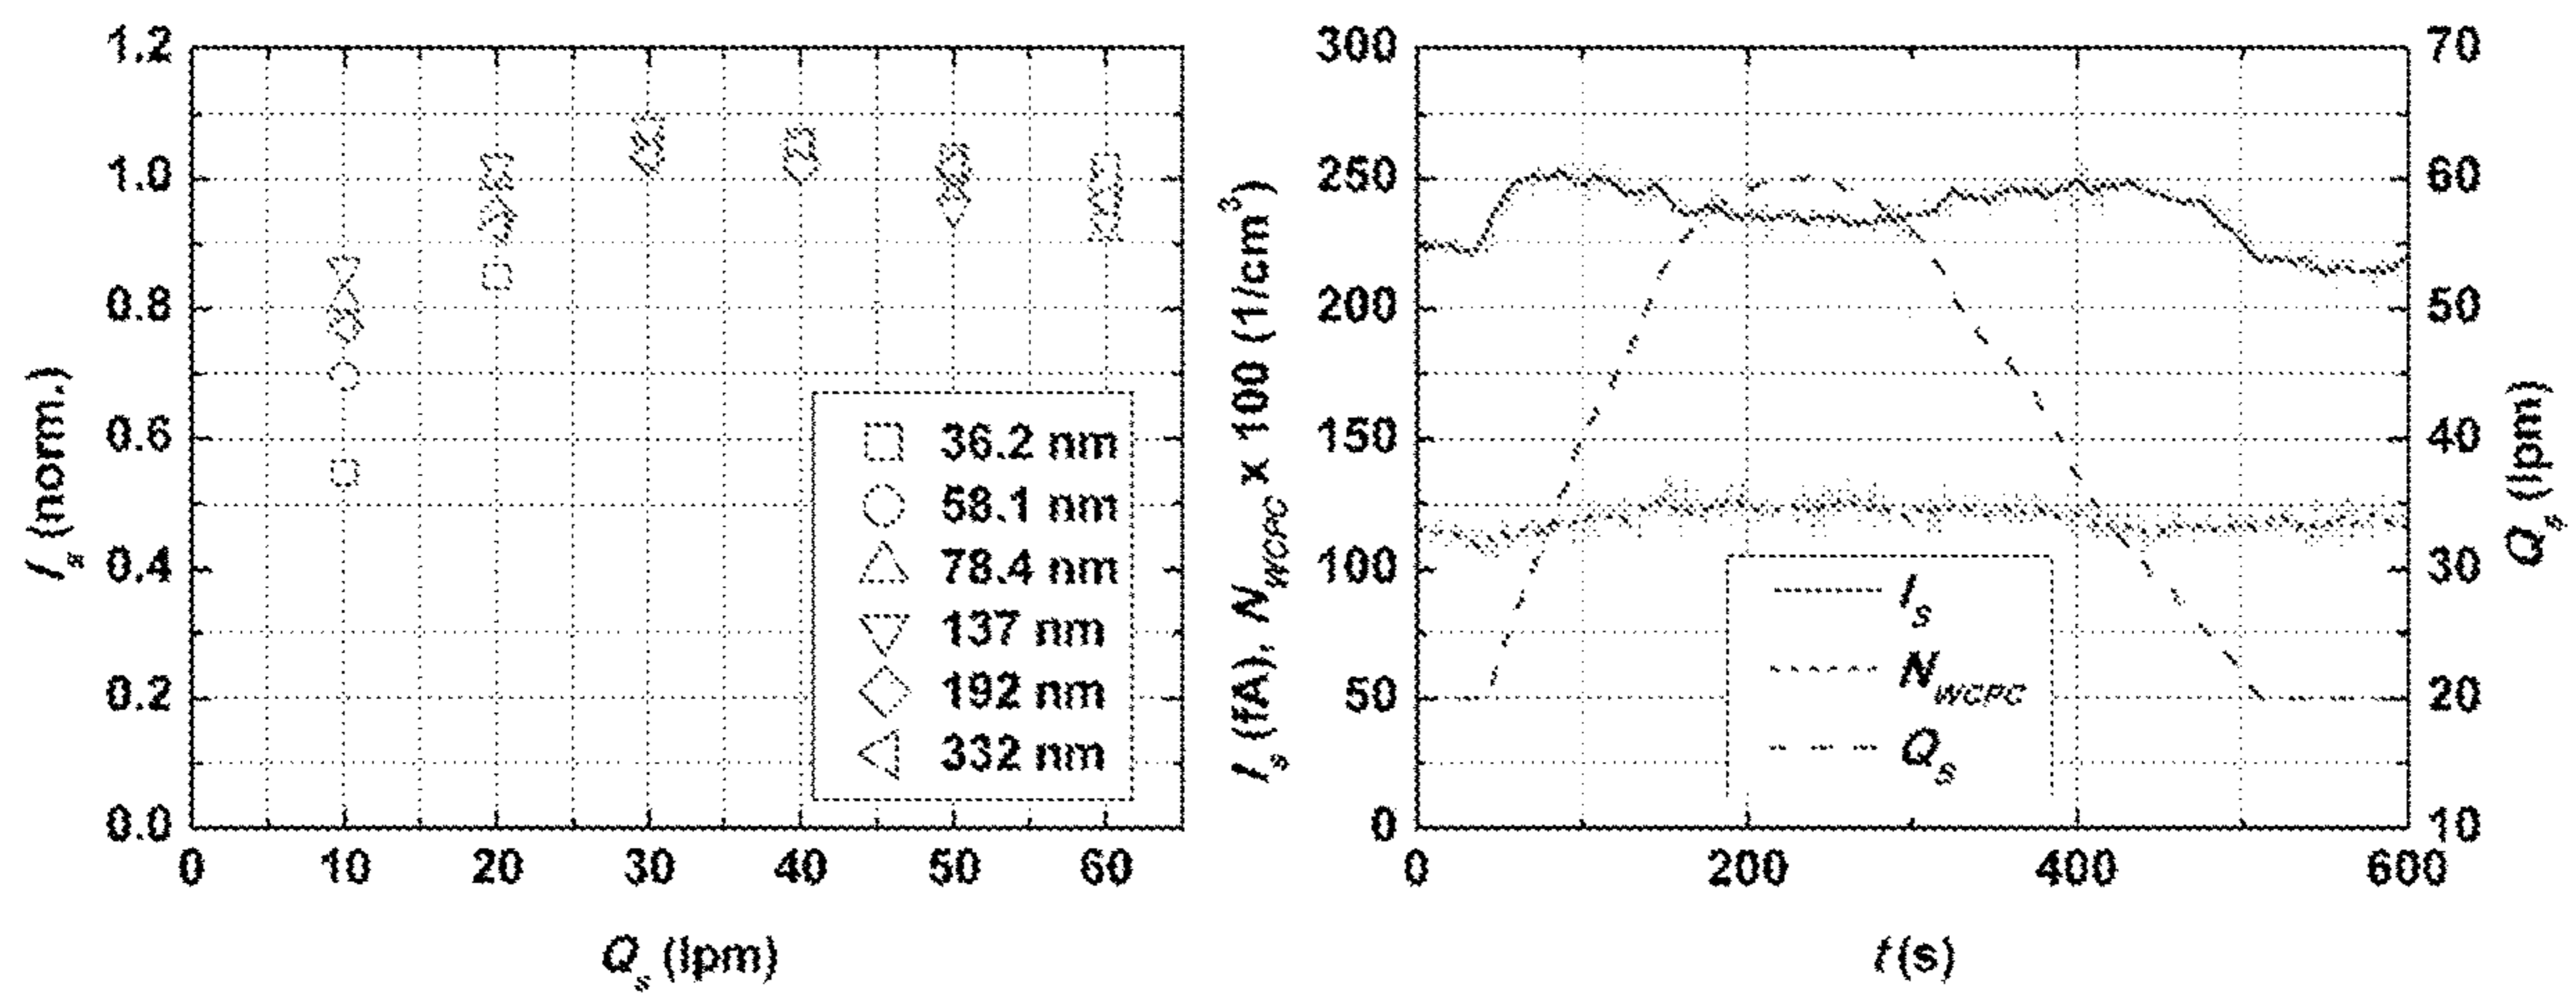 I_s (norm.)
1.2
1.0
0.8
0.6
0.4
0.2
0.0
0 10 20 30 40 50 60
Q_s (lpm)
36.2 nm
58.1 nm
78.4 nm
137 nm
192 nm
332 nm
I_s (fA), N_WCPC x 100 (1/cm³)
300
250
200
150
100
50
0
0 200 400 600
t (s)
I_S
N_WCPC
Q_S
70
60
50
40
30
20
10
Q_s (lpm)